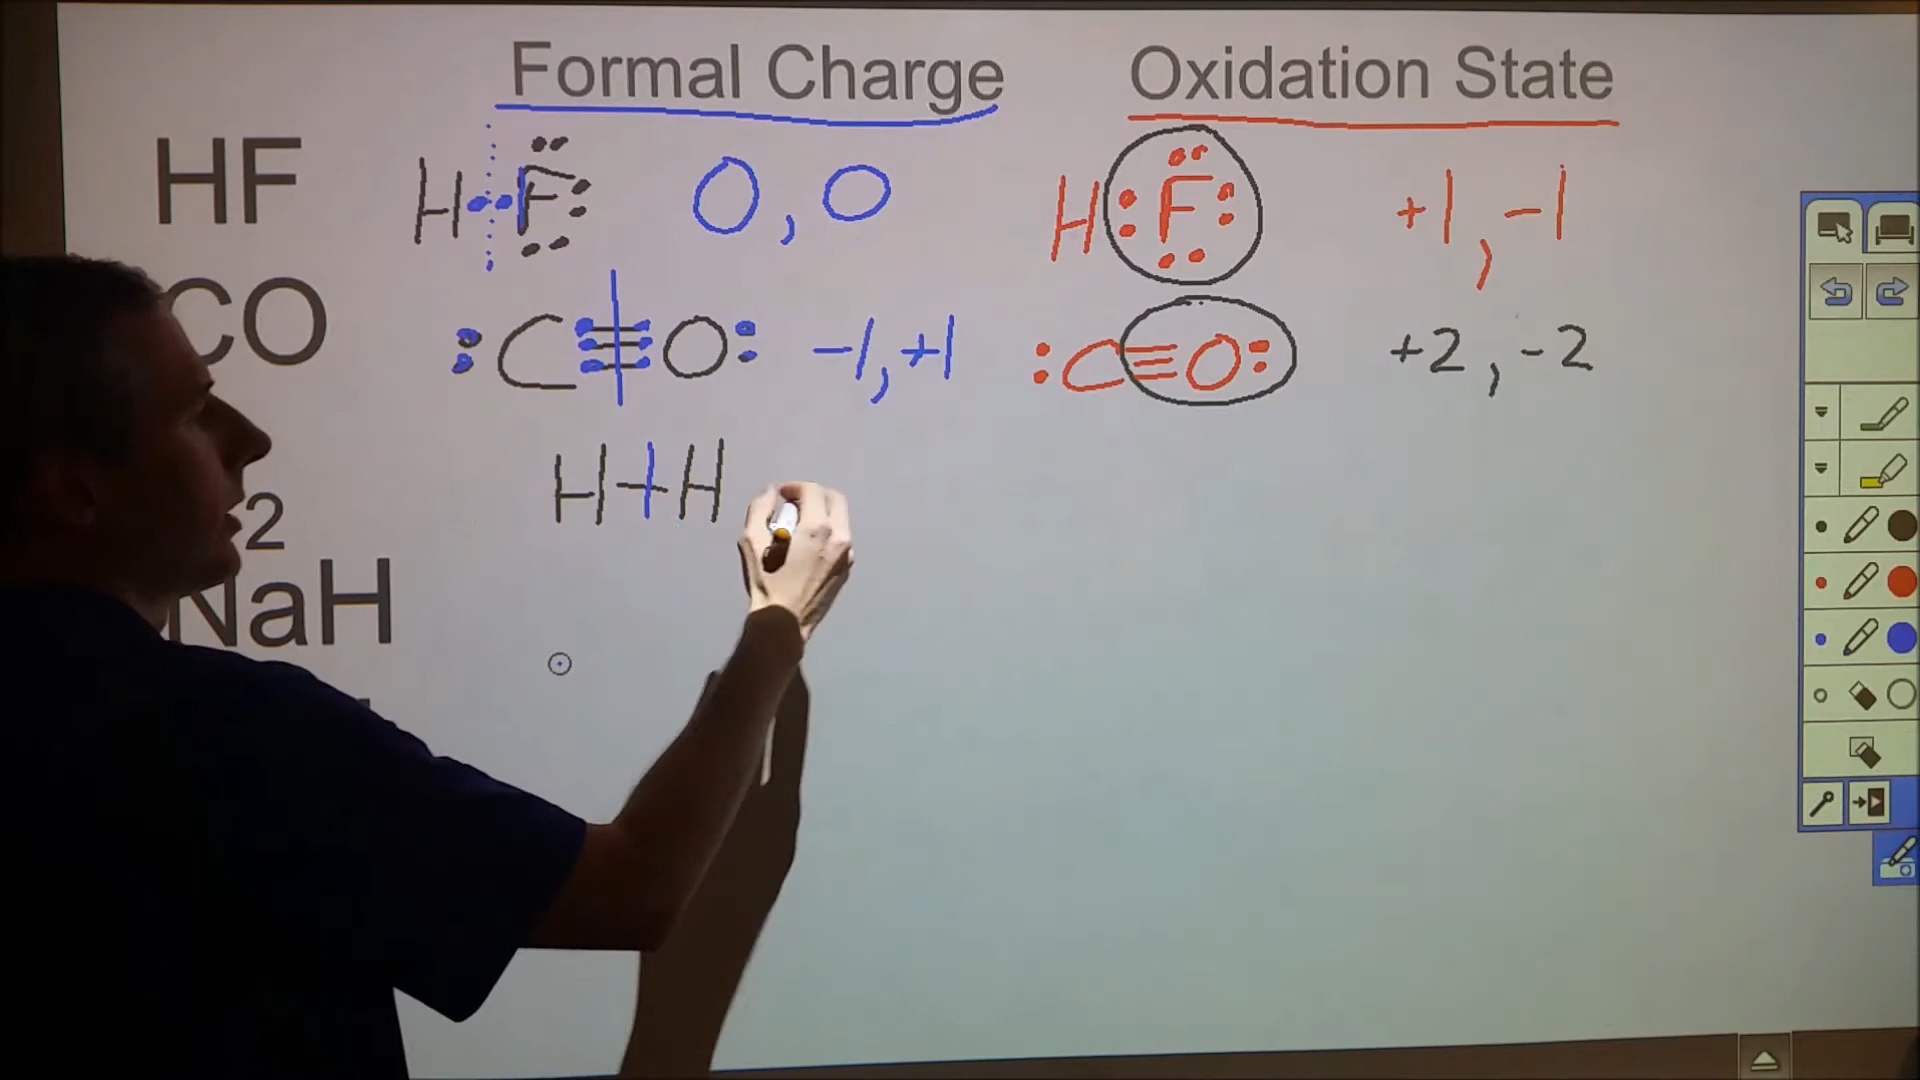 Formal Charge Oxidation State
HF H F 0, 0 H F +1, -1
CO :C≡O: -1, +1 :C≡O: +2, -2
2 H-H
NaH